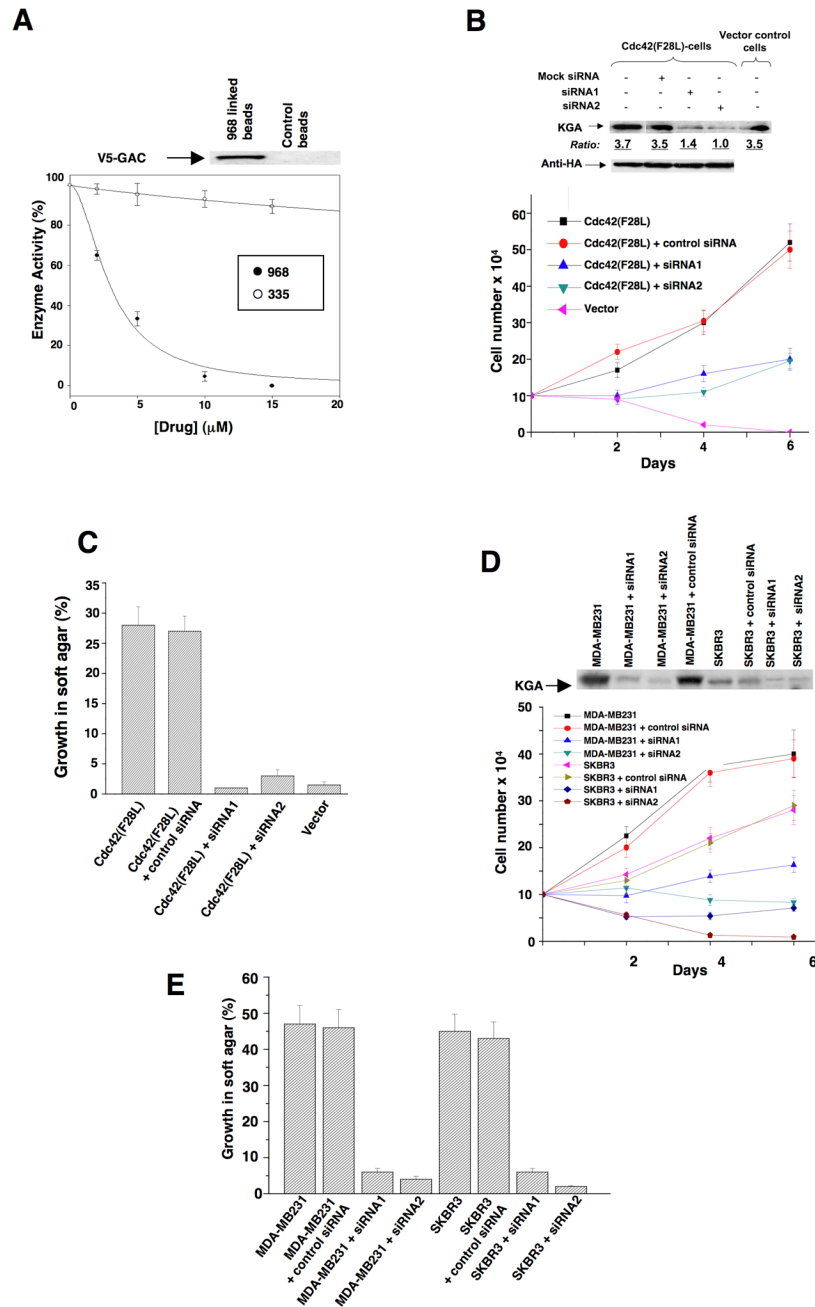 A
968 linked
beads
Control
beads
V5-GAC
Enzyme Activity (%)
100
80
60
40
20
0
968
335
0
5
10
15
20
[Drug] (μM)
B
Cdc42(F28L)-cells
Vector control
cells
Mock siRNA - + - - -
siRNA1 - - + - -
siRNA2 - - - + -
KGA
Ratio: 3.7 3.5 1.4 1.0 3.5
Anti-HA
Cell number x 10⁴
60
50
40
30
20
10
0
Cdc42(F28L)
Cdc42(F28L) + control siRNA
Cdc42(F28L) + siRNA1
Cdc42(F28L) + siRNA2
Vector
2
4
6
Days
C
Growth in soft agar (%)
35
30
25
20
15
10
5
0
Cdc42(F28L)
Cdc42(F28L)
+ control siRNA
Cdc42(F28L) + siRNA1
Cdc42(F28L) + siRNA2
Vector
D
MDA-MB231
MDA-MB231 + siRNA1
MDA-MB231 + siRNA2
MDA-MB231 + control siRNA
SKBR3
SKBR3 + control siRNA
SKBR3 + siRNA1
SKBR3 + siRNA2
KGA
Cell number x 10⁴
50
40
30
20
10
0
MDA-MB231
MDA-MB231 + control siRNA
MDA-MB231 + siRNA1
MDA-MB231 + siRNA2
SKBR3
SKBR3 + control siRNA
SKBR3 + siRNA1
SKBR3 + siRNA2
2
4
6
Days
E
Growth in soft agar (%)
60
50
40
30
20
10
0
MDA-MB231
MDA-MB231
+ control siRNA
MDA-MB231 + siRNA1
MDA-MB231 + siRNA2
SKBR3
SKBR3
+ control siRNA
SKBR3 + siRNA1
SKBR3 + siRNA2